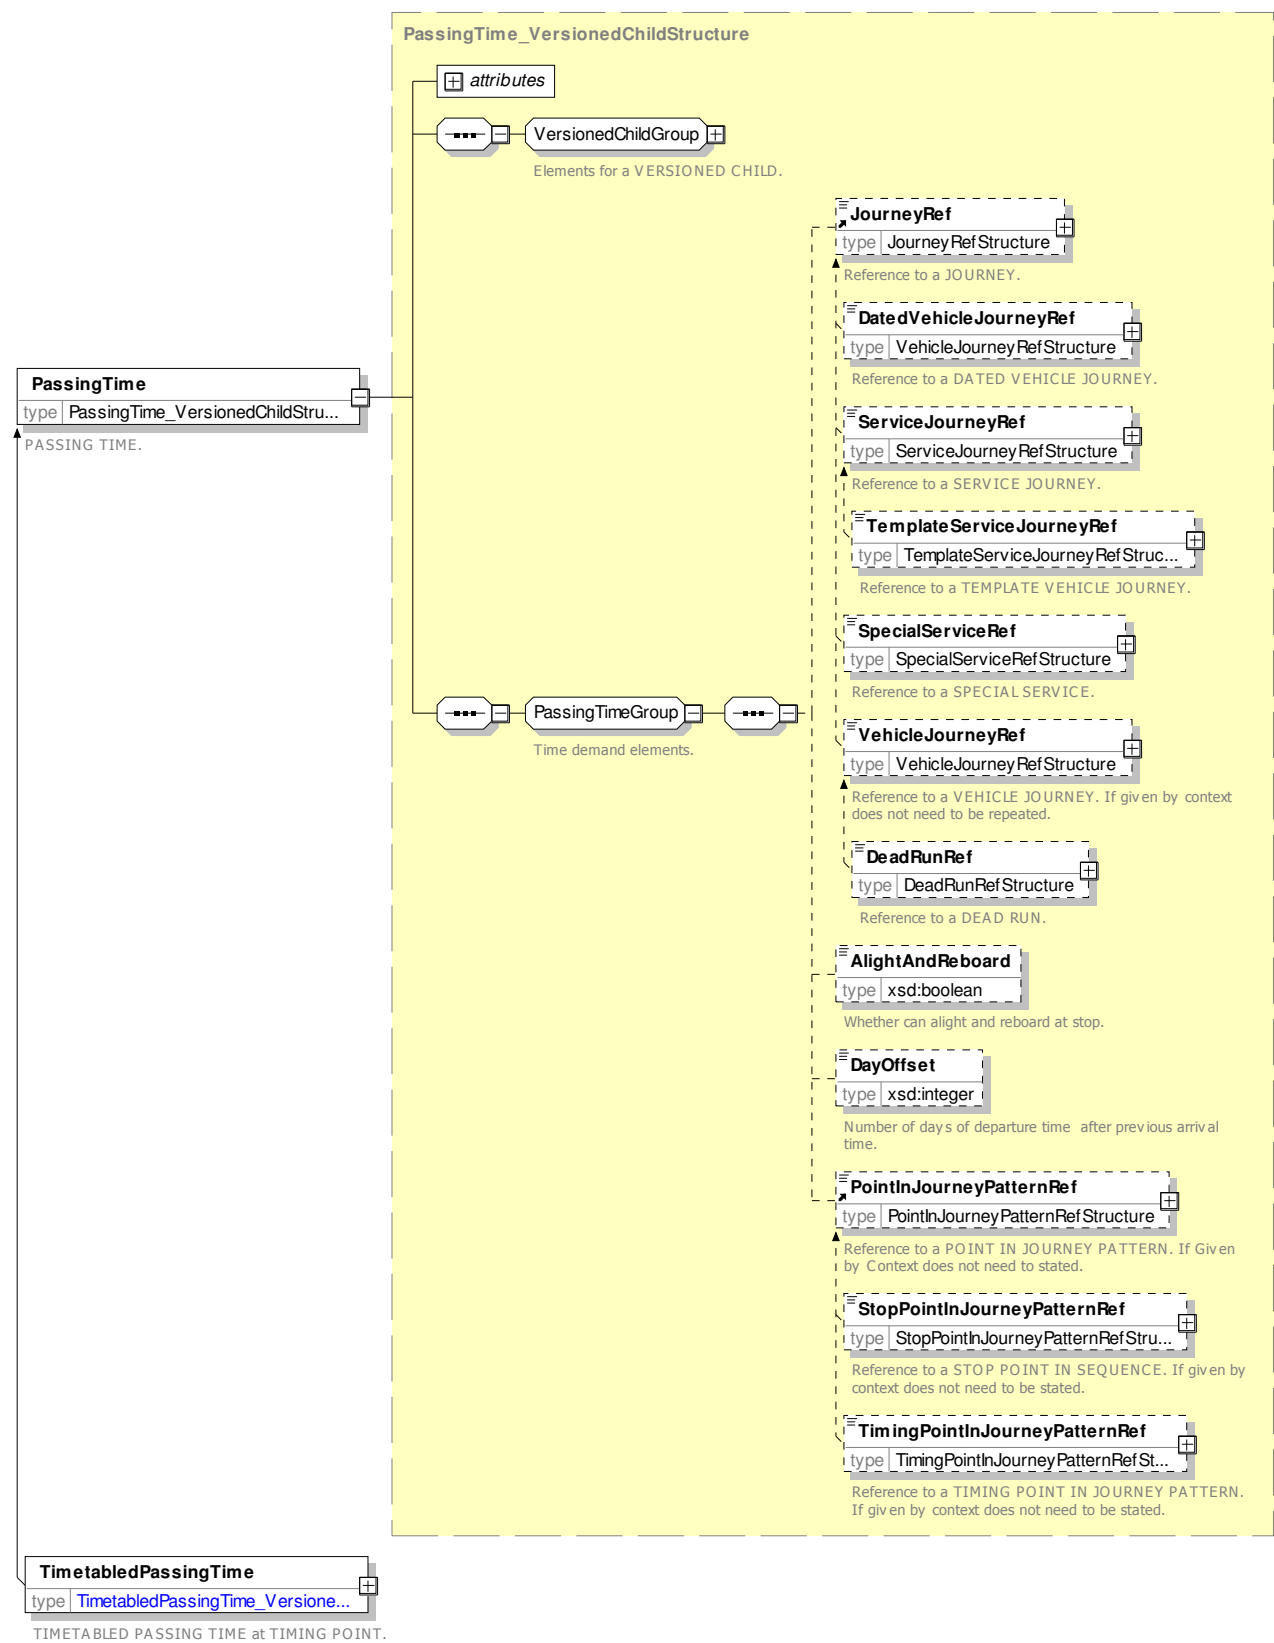 PassingTime_VersionedChildStructure
attributes
VersionedChildGroup
Elements for a VERSIONED CHILD.
JourneyRef
type JourneyRefStructure
Reference to a JOURNEY.
DatedVehicleJourneyRef
type VehicleJourneyRefStructure
Reference to a DATED VEHICLE JOURNEY.
PassingTime
type PassingTime_VersionedChildStru...
PASSING TIME.
ServiceJourneyRef
type ServiceJourneyRefStructure
Reference to a SERVICE JOURNEY.
TemplateServiceJourneyRef
type TemplateServiceJourneyRefStruc...
Reference to a TEMPLATE VEHICLE JOURNEY.
SpecialServiceRef
type SpecialServiceRefStructure
Reference to a SPECIAL SERVICE.
PassingTimeGroup
Time demand elements.
VehicleJourneyRef
type VehicleJourneyRefStructure
Reference to a VEHICLE JOURNEY. If given by context
does not need to be repeated.
DeadRunRef
type DeadRunRefStructure
Reference to a DEAD RUN.
AlightAndReboard
type xsd:boolean
Whether can alight and reboard at stop.
DayOffset
type xsd:integer
Number of days of departure time after previous arrival
time.
PointInJourneyPatternRef
type PointInJourneyPatternRefStructure
Reference to a POINT IN JOURNEY PATTERN. If Given
by Context does not need to stated.
StopPointInJourneyPatternRef
type StopPointInJourneyPatternRefStru...
Reference to a STOP POINT IN SEQUENCE. If given by
context does not need to be stated.
TimingPointInJourneyPatternRef
type TimingPointInJourneyPatternRefSt...
Reference to a TIMING POINT IN JOURNEY PATTERN.
If given by context does not need to be stated.
TimetabledPassingTime
type TimetabledPassingTime_Versione...
TIMETABLED PASSING TIME at TIMING POINT.